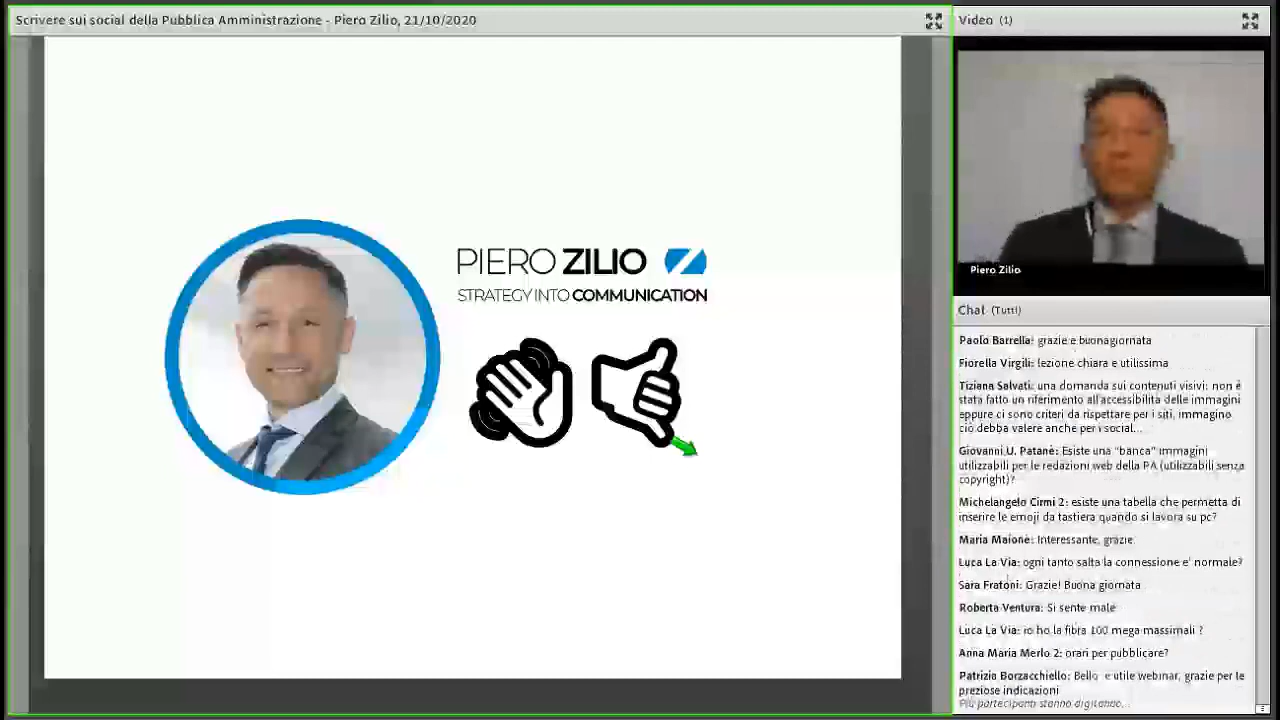 Scrivere sui social della Pubblica Amministrazione - Piero Zilio, 21/10/2020
PIERO ZILIO
STRATEGY INTO COMMUNICATION
Video (1)
Piero Zilio
Chat (Tutti)
Paolo Barrella: grazie e buonagiornata
Fiorella Virgili: lezione chiara e utilissima
Tiziana Salvati: una domanda sui contenuti visivi: non è
stata fatto un riferimento all'accessibilità delle immagini
eppure ci sono criteri da rispettare per i siti, immagino
ciò debba valere anche per i social...
Giovanni U. Patanè: Esiste una "banca" immagini
utilizzabili per le redazioni web della PA (utilizzabili senza
copyright)?
Michelangelo Cirmi 2: esiste una tabella che permetta di
inserire le emoji da tastiera quando si lavora su pc?
Maria Maione: Interessante, grazie
Luca La Via: ogni tanto salta la connessione e' normale?
Sara Fratoni: Grazie! Buona giornata
Roberta Ventura: Si sente male
Luca La Via: io ho la fibra 100 mega massimali ?
Anna Maria Merlo 2: orari per pubblicare?
Patrizia Borzacchiello: Bello e utile webinar, grazie per le
preziose indicazioni
Più partecipanti stanno digitando...